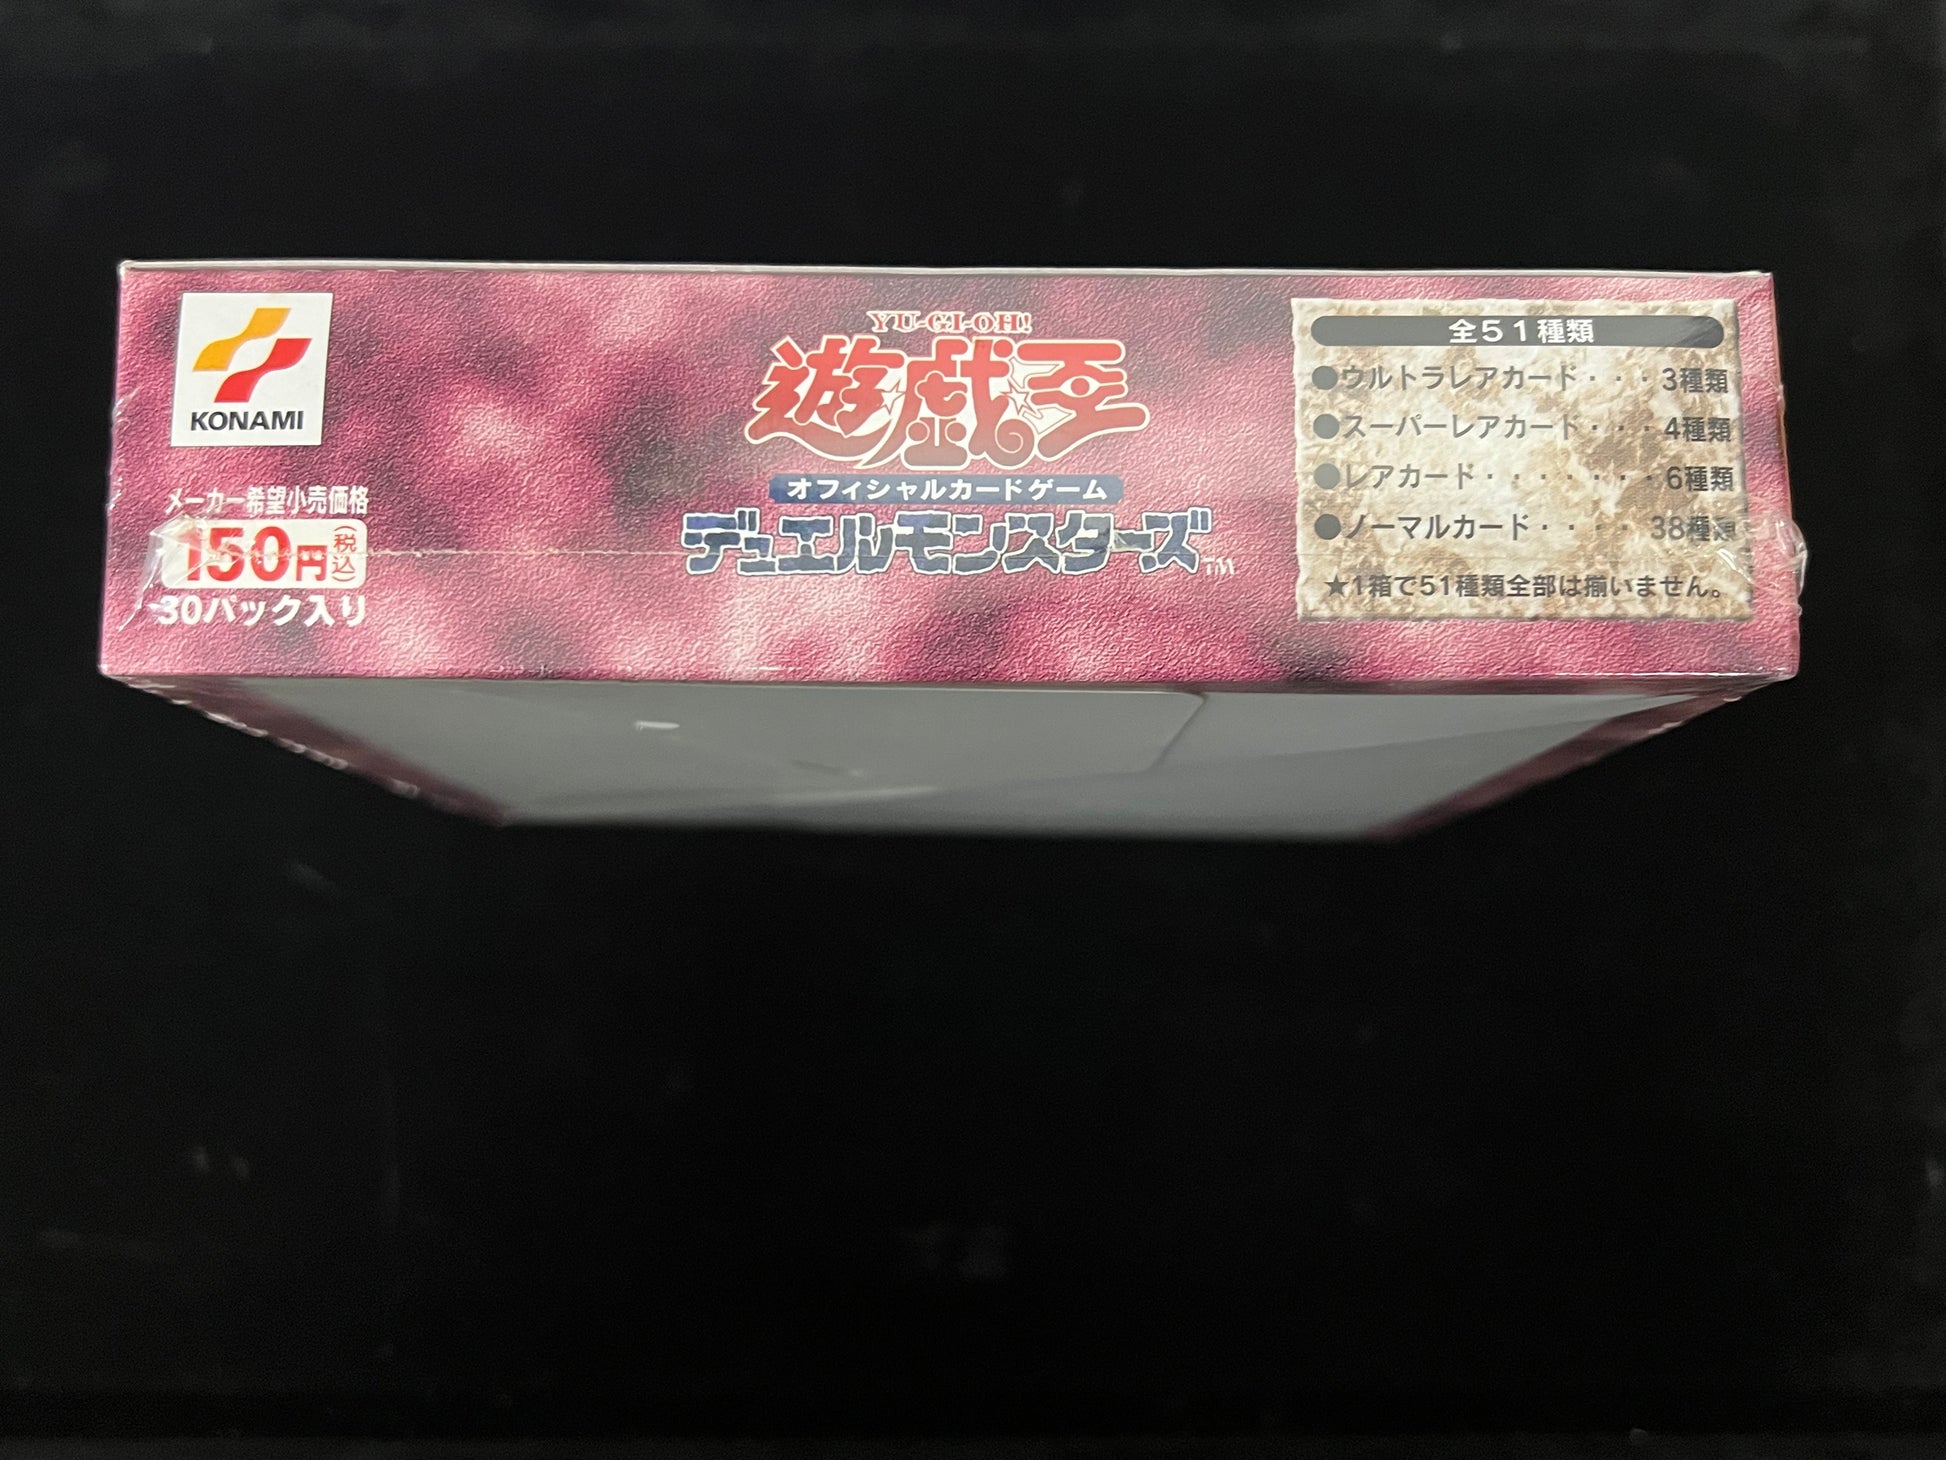 KONAMI
メーカー希望小売価格
150円(税込)
30パック入り
YU-GI-OH!
遊戯王
オフィシャルカードゲーム
デュエルモンスターズ™
全51種類
●ウルトラレアカード・・・3種類
●スーパーレアカード・・・4種類
●レアカード・・・・・・・6種類
●ノーマルカード・・・・38種類
★1箱で51種類全部は揃いません。